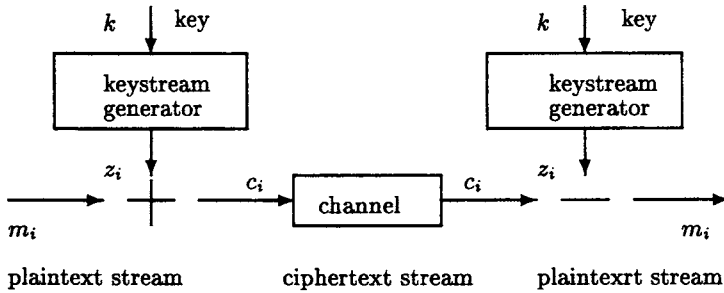 k key k key
keystream keystream
generator generator
z_i z_i
c_i c_i
+ channel —
m_i m_i
plaintext stream ciphertext stream plaintexrt stream